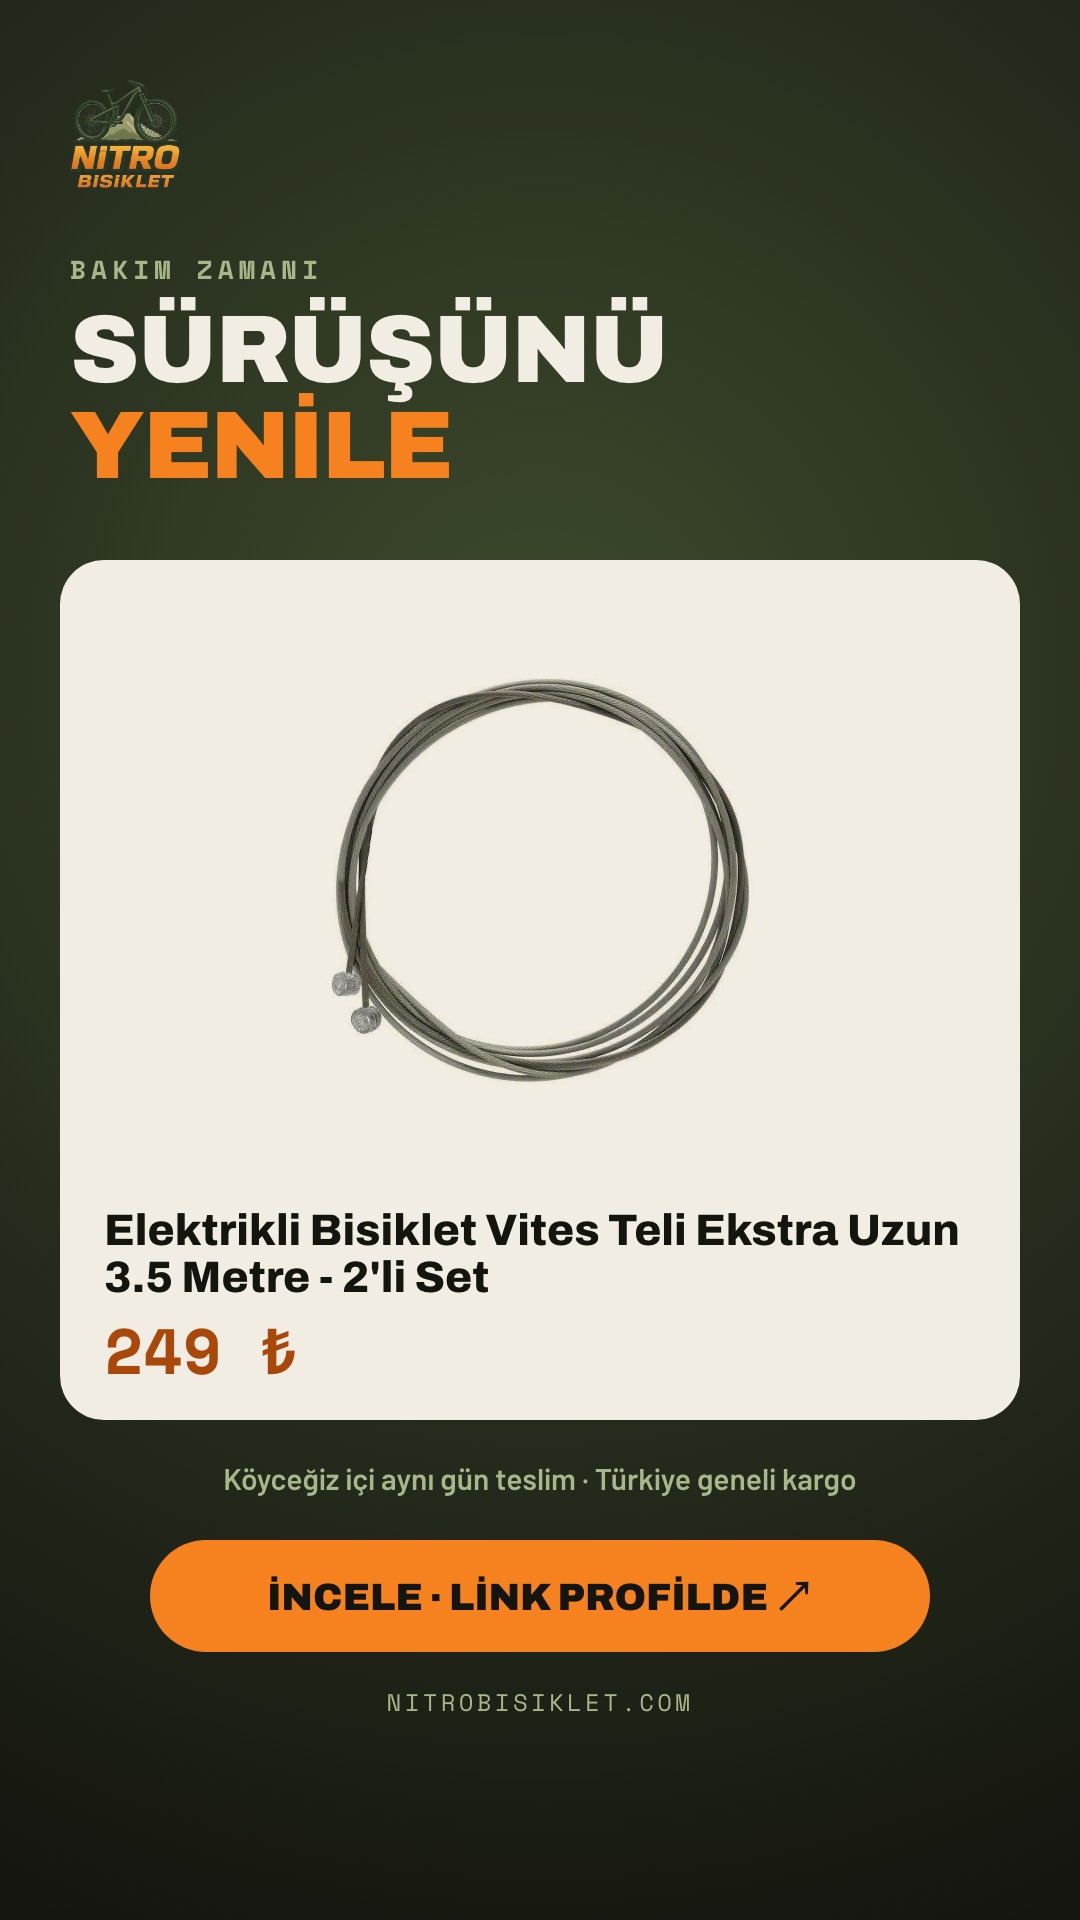 NiTRO
BiSiKLET
BAKIM ZAMANI
SÜRÜŞÜNÜ
YENİLE
Elektrikli Bisiklet Vites Teli Ekstra Uzun
3.5 Metre - 2'li Set
249 ₺
Köyceğiz içi aynı gün teslim · Türkiye geneli kargo
İNCELE · LİNK PROFİLDE ↗
NITROBISIKLET.COM